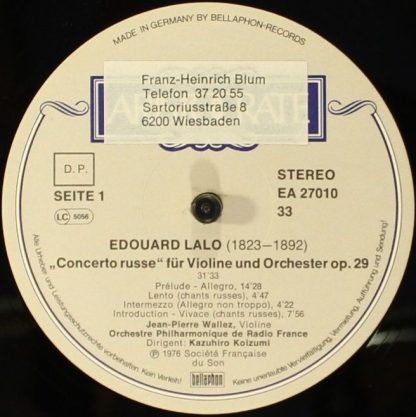 MADE IN GERMANY BY BELLAPHON-RECORDS
Franz-Heinrich Blum
Telefon 37 20 55
Sartoriusstraße 8
6200 Wiesbaden
D. P.
SEITE 1
LC 5056
STEREO
EA 27010
33
EDOUARD LALO (1823—1892)
„Concerto russe“ für Violine und Orchester op. 29
31'33
Prélude - Allegro, 14'28
Lento (chants russes), 4'47
Intermezzo (Allegro non troppo), 4'22
Introduction - Vivace (chants russes), 7'56
Jean-Pierre Wallez, Violine
Orchestre Philharmonique de Radio France
Dirigent: Kazuhiro Koizumi
Ⓟ 1976 Société Française
du Son
bellaphon
Alle Urheber und Leistungsschutzrechte vorbehalten. Kein Verleih!
Keine unerlaubte Vervielfältigung, Vermietung, Aufführung und Sendung!